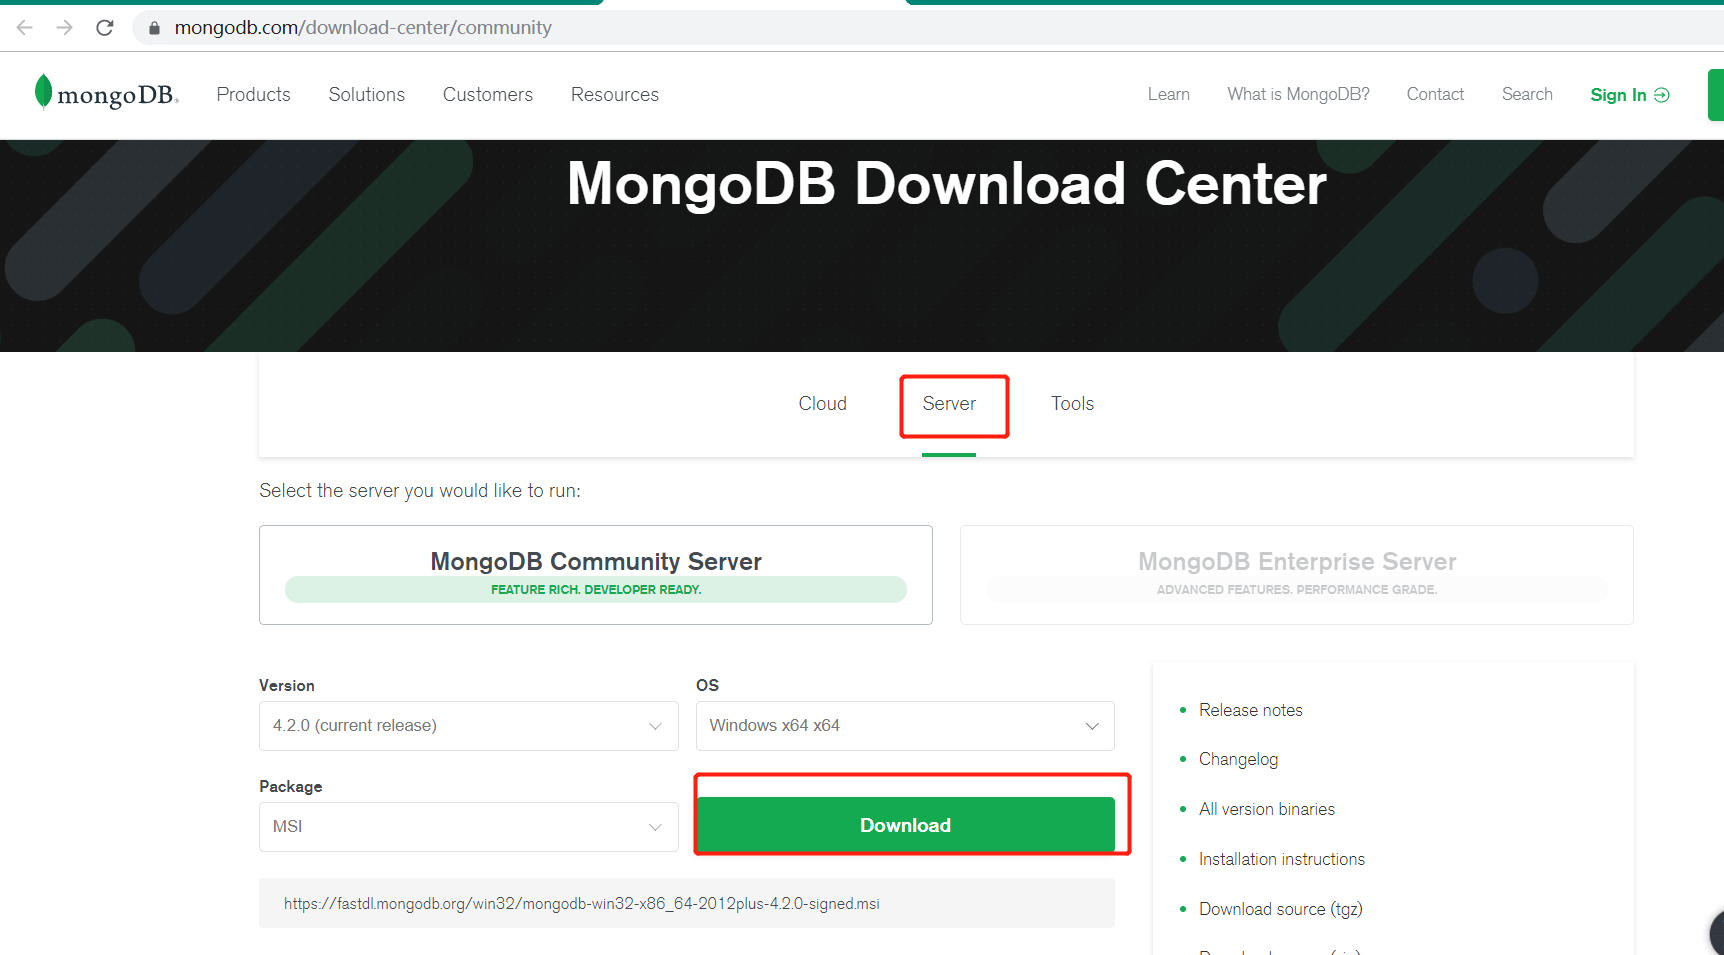 mongodb.com/download-center/community
mongoDB.
Products Solutions Customers Resources Learn What is MongoDB? Contact Search Sign In
MongoDB Download Center
Cloud Server Tools
Select the server you would like to run:
MongoDB Community Server
FEATURE RICH. DEVELOPER READY.
MongoDB Enterprise Server
ADVANCED FEATURES. PERFORMANCE GRADE.
Version
4.2.0 (current release)
OS
Windows x64 x64
Package
MSI
Download
https://fastdl.mongodb.org/win32/mongodb-win32-x86_64-2012plus-4.2.0-signed.msi
Release notes
Changelog
All version binaries
Installation instructions
Download source (tgz)